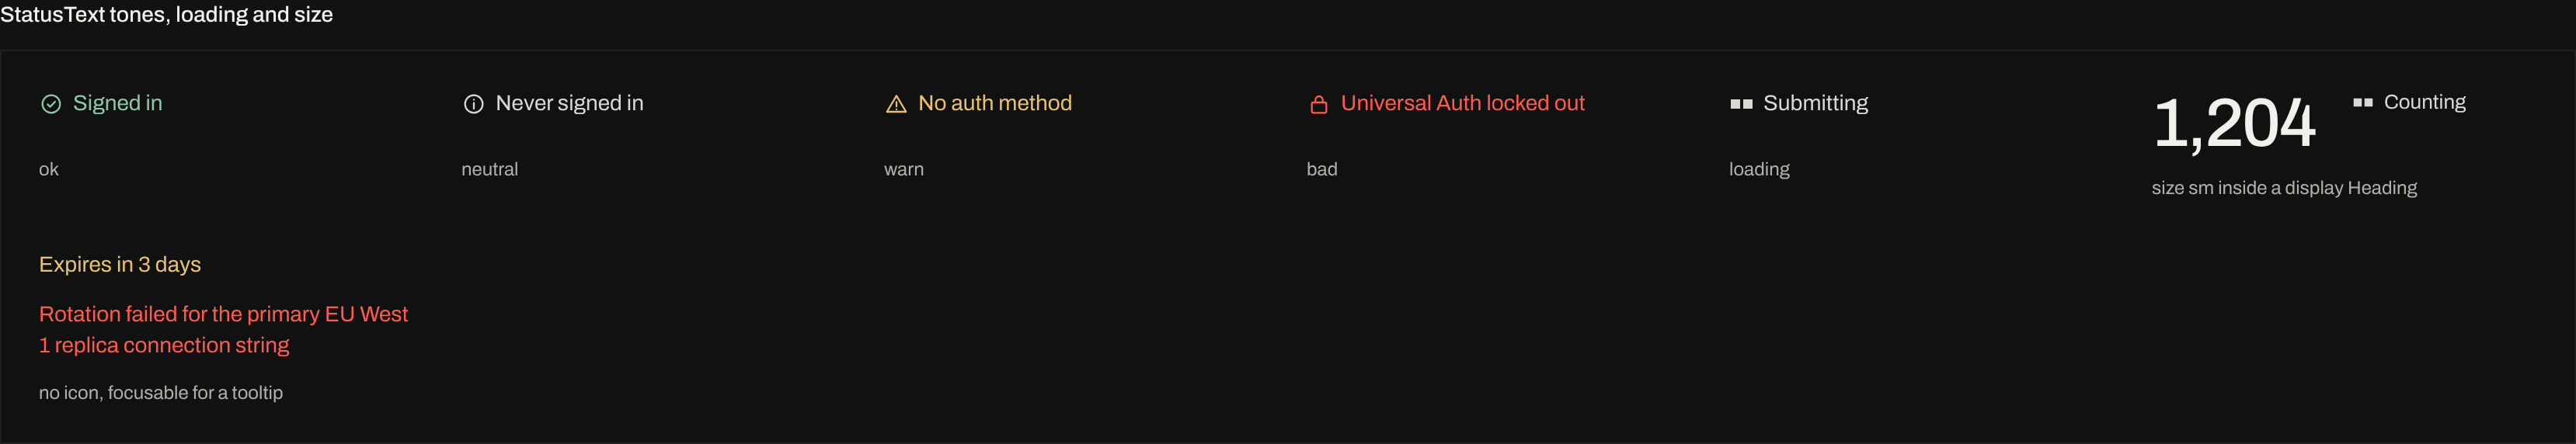 StatusText tones, loading and size
Signed in
ok
Never signed in
neutral
No auth method
warn
Universal Auth locked out
bad
Submitting
loading
1,204 Counting
size sm inside a display Heading
Expires in 3 days
Rotation failed for the primary EU West
1 replica connection string
no icon, focusable for a tooltip